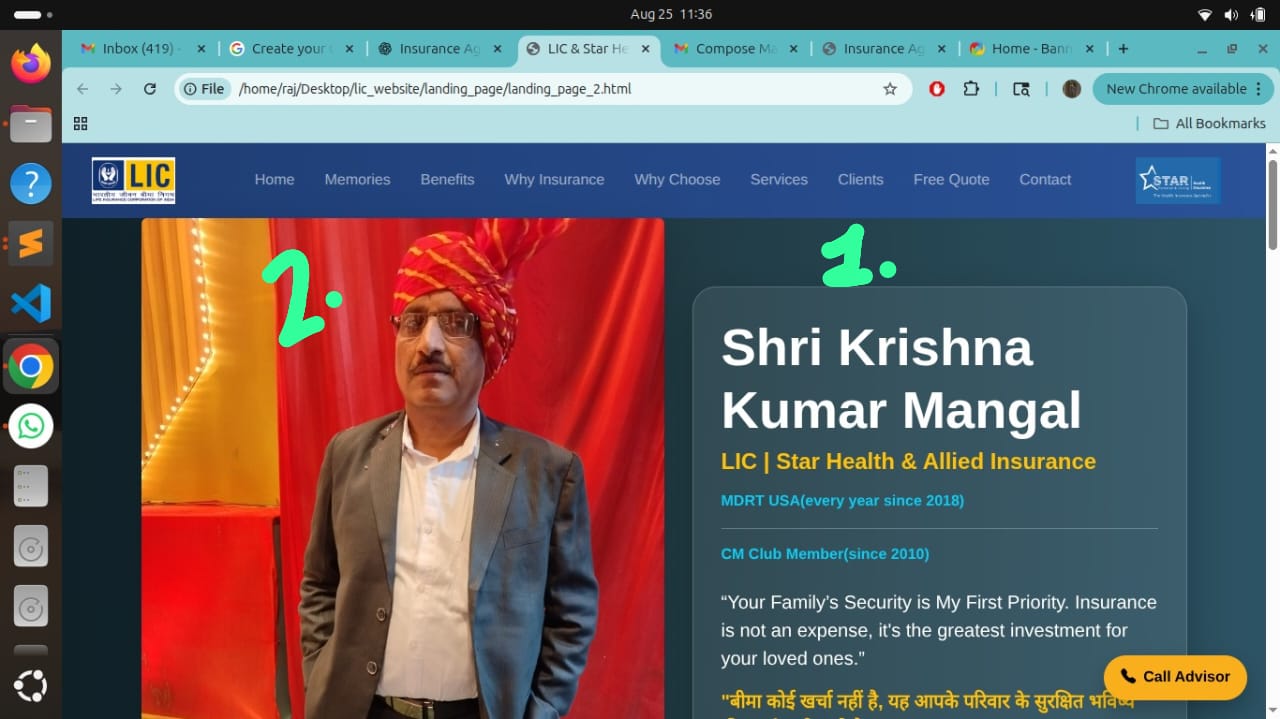 Aug 25 11:36
Inbox (419) -
Create your
Insurance Ag
LIC & Star He
Compose Ma
Insurance Ag
Home - Bann
File
/home/raj/Desktop/lic_website/landing_page/landing_page_2.html
New Chrome available
All Bookmarks
LIC
भारतीय जीवन बीमा निगम
LIFE INSURANCE CORPORATION OF INDIA
Home
Memories
Benefits
Why Insurance
Why Choose
Services
Clients
Free Quote
Contact
STAR
Health
Insurance
The Health Insurance Specialist
2.
1.
Shri Krishna
Kumar Mangal
LIC | Star Health & Allied Insurance
MDRT USA(every year since 2018)
CM Club Member(since 2010)
“Your Family’s Security is My First Priority. Insurance
is not an expense, it's the greatest investment for
your loved ones.”
"बीमा कोई खर्चा नहीं है, यह आपके परिवार के सुरक्षित भविष्य
Call Advisor